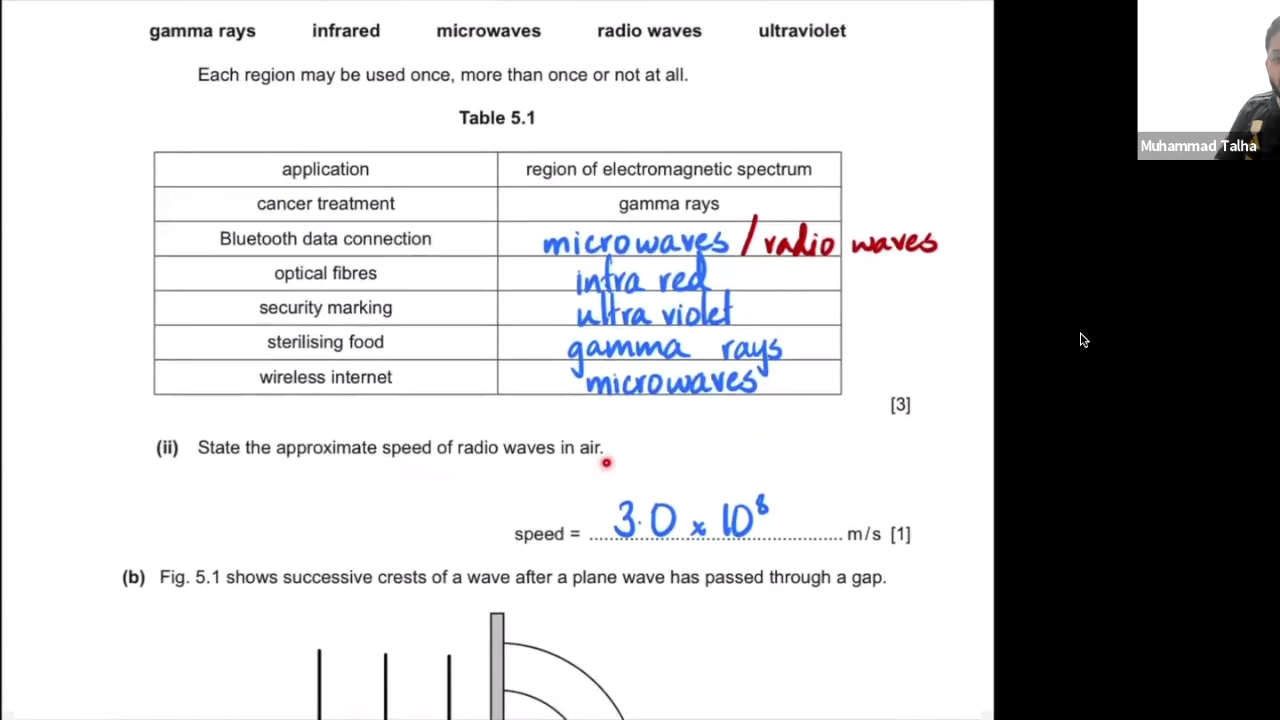 gamma rays infrared microwaves radio waves ultraviolet
Each region may be used once, more than once or not at all.
Table 5.1
application region of electromagnetic spectrum
cancer treatment gamma rays
Bluetooth data connection microwaves / radio waves
optical fibres infra red
security marking ultra violet
sterilising food gamma rays
wireless internet microwaves
[3]
(ii) State the approximate speed of radio waves in air.
speed = 3.0 × 10⁸ m/s [1]
(b) Fig. 5.1 shows successive crests of a wave after a plane wave has passed through a gap.
Muhammad Talha